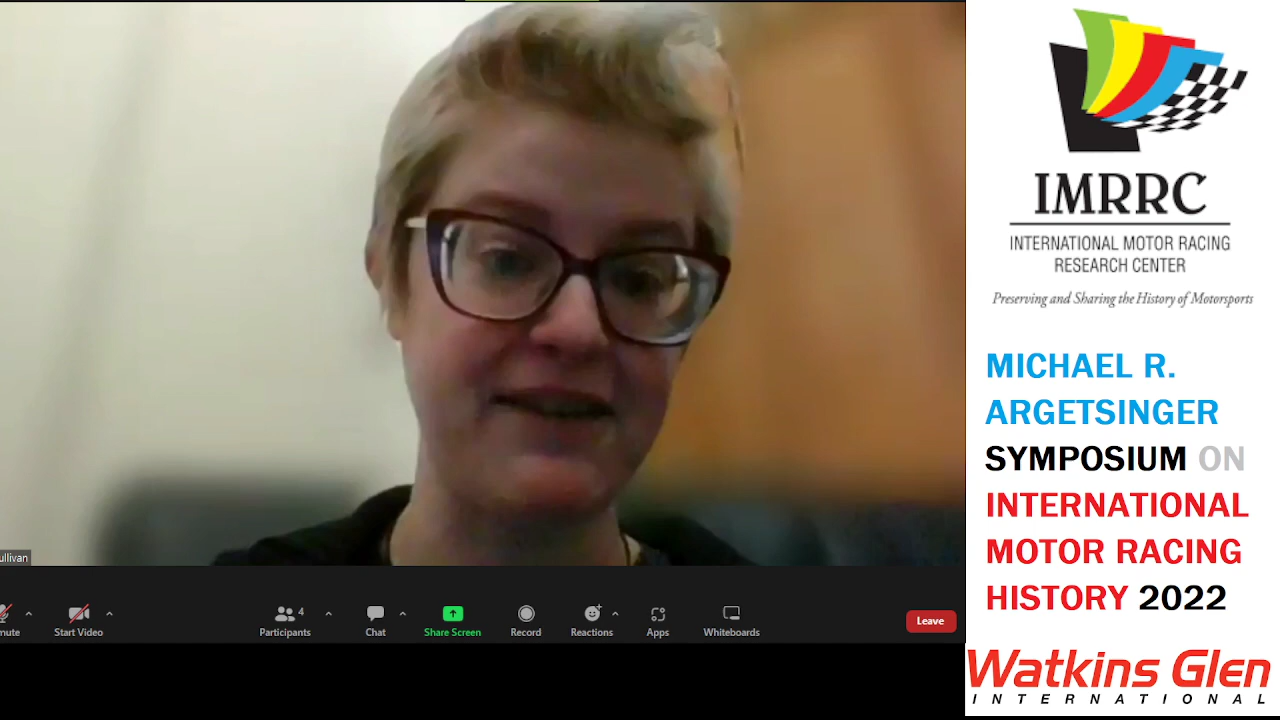 ullivan
mute
Start Video
Participants
4
Chat
Share Screen
Record
Reactions
Apps
Whiteboards
Leave
IMRRC
INTERNATIONAL MOTOR RACING
RESEARCH CENTER
Preserving and Sharing the History of Motorsports
MICHAEL R.
ARGETSINGER
SYMPOSIUM ON
INTERNATIONAL
MOTOR RACING
HISTORY 2022
Watkins Glen
INTERNATIONAL